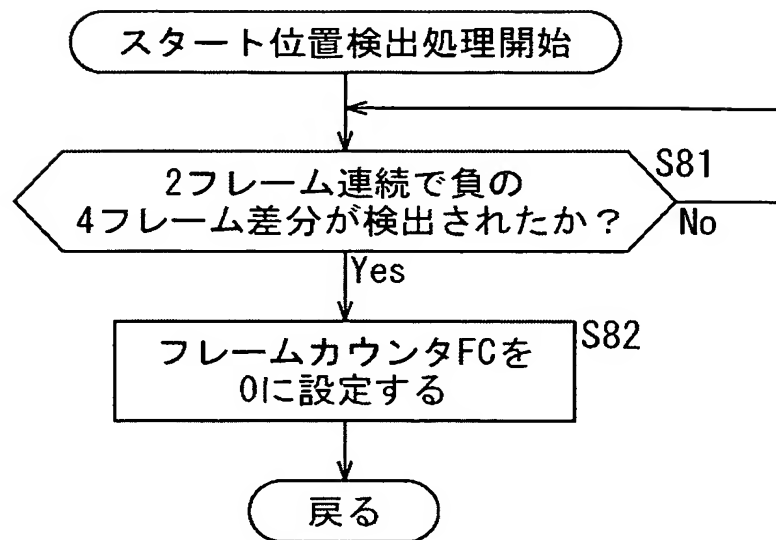 スタート位置検出処理開始
2フレーム連続で負の
4フレーム差分が検出されたか?
S81
No
Yes
フレームカウンタFCを
0に設定する
S82
戻る